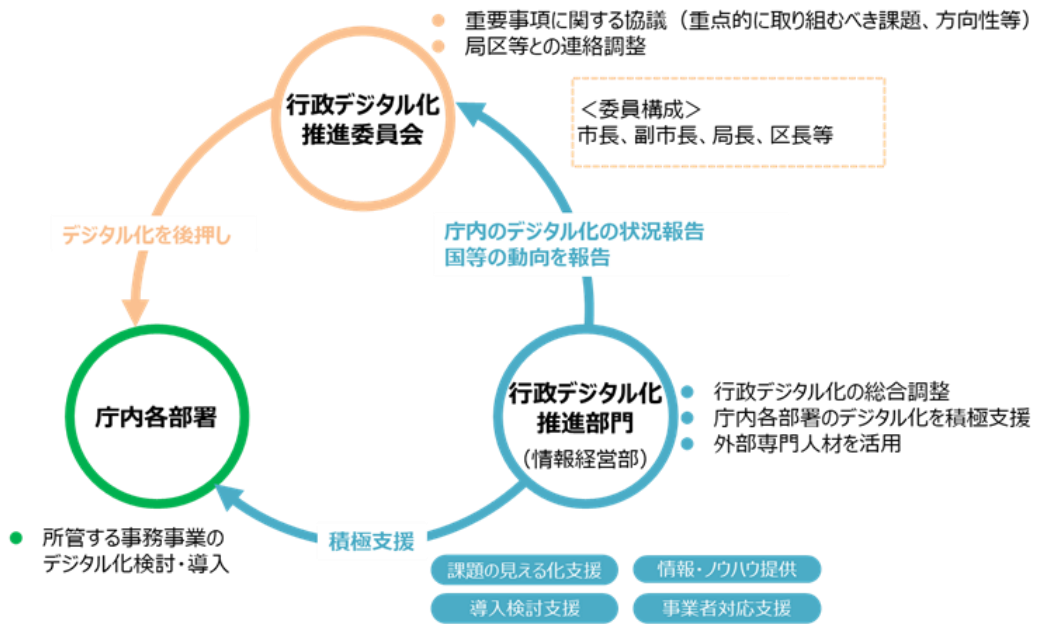 重要事項に関する協議（重点的に取り組むべき課題、方向性等）
局区等との連絡調整
行政デジタル化
推進委員会
＜委員構成＞
市長、副市長、局長、区長等
デジタル化を後押し
庁内のデジタル化の状況報告
国等の動向を報告
庁内各部署
行政デジタル化
推進部門
（情報経営部）
行政デジタル化の総合調整
庁内各部署のデジタル化を積極支援
外部専門人材を活用
所管する事務事業の
デジタル化検討・導入
積極支援
課題の見える化支援
情報・ノウハウ提供
導入検討支援
事業者対応支援